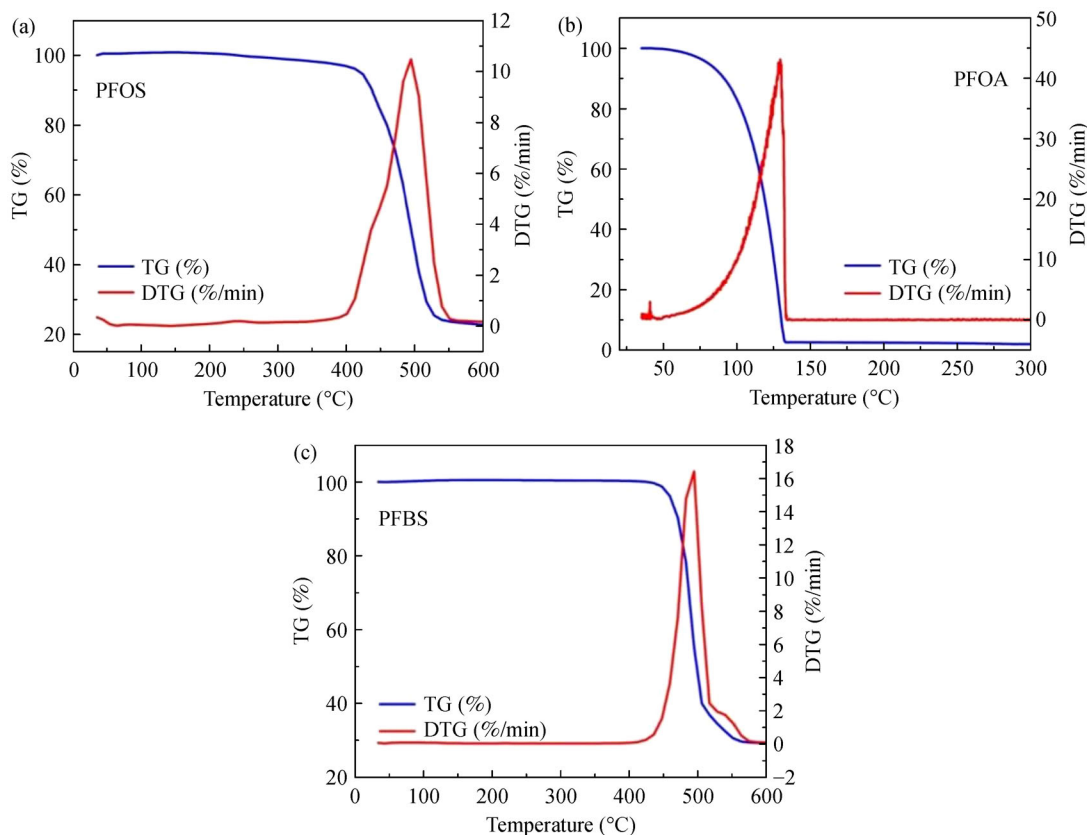 (a)
12
100
10
PFOS
8
80
6
60
4
40
2
TG (%)
DTG (%/min)
20
0
0 100 200 300 400 500 600
Temperature (°C)
TG (%)
DTG (%/min)
(b)
50
100
40
PFOA
80
30
60
20
40
10
TG (%)
20
DTG (%/min)
0
0
50 100 150 200 250 300
Temperature (°C)
TG (%)
DTG (%/min)
(c)
18
100
16
PFBS
14
12
80
10
8
60
6
4
40
TG (%)
2
DTG (%/min)
0
20
−2
0 100 200 300 400 500 600
Temperature (°C)
TG (%)
DTG (%/min)